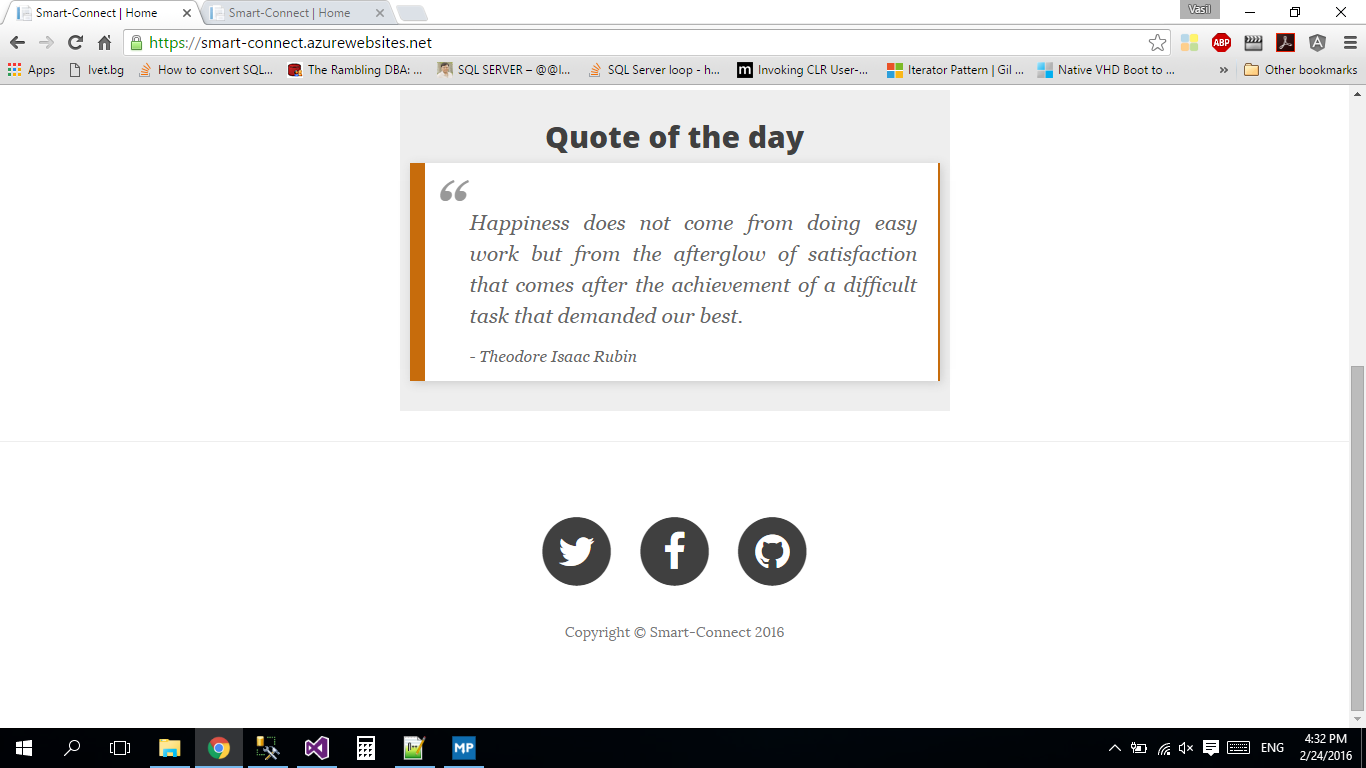 Smart-Connect | Home
Smart-Connect | Home
Vasil
https://smart-connect.azurewebsites.net
ABP
Apps
lvet.bg
How to convert SQL...
The Rambling DBA: ...
SQL SERVER – @@I...
SQL Server loop - h...
m
Invoking CLR User-...
Iterator Pattern | Gil ...
Native VHD Boot to ...
»
Other bookmarks
Quote of the day
“
Happiness does not come from doing easy
work but from the afterglow of satisfaction
that comes after the achievement of a difficult
task that demanded our best.
- Theodore Isaac Rubin
Copyright © Smart-Connect 2016
MP
ENG
4:32 PM
2/24/2016